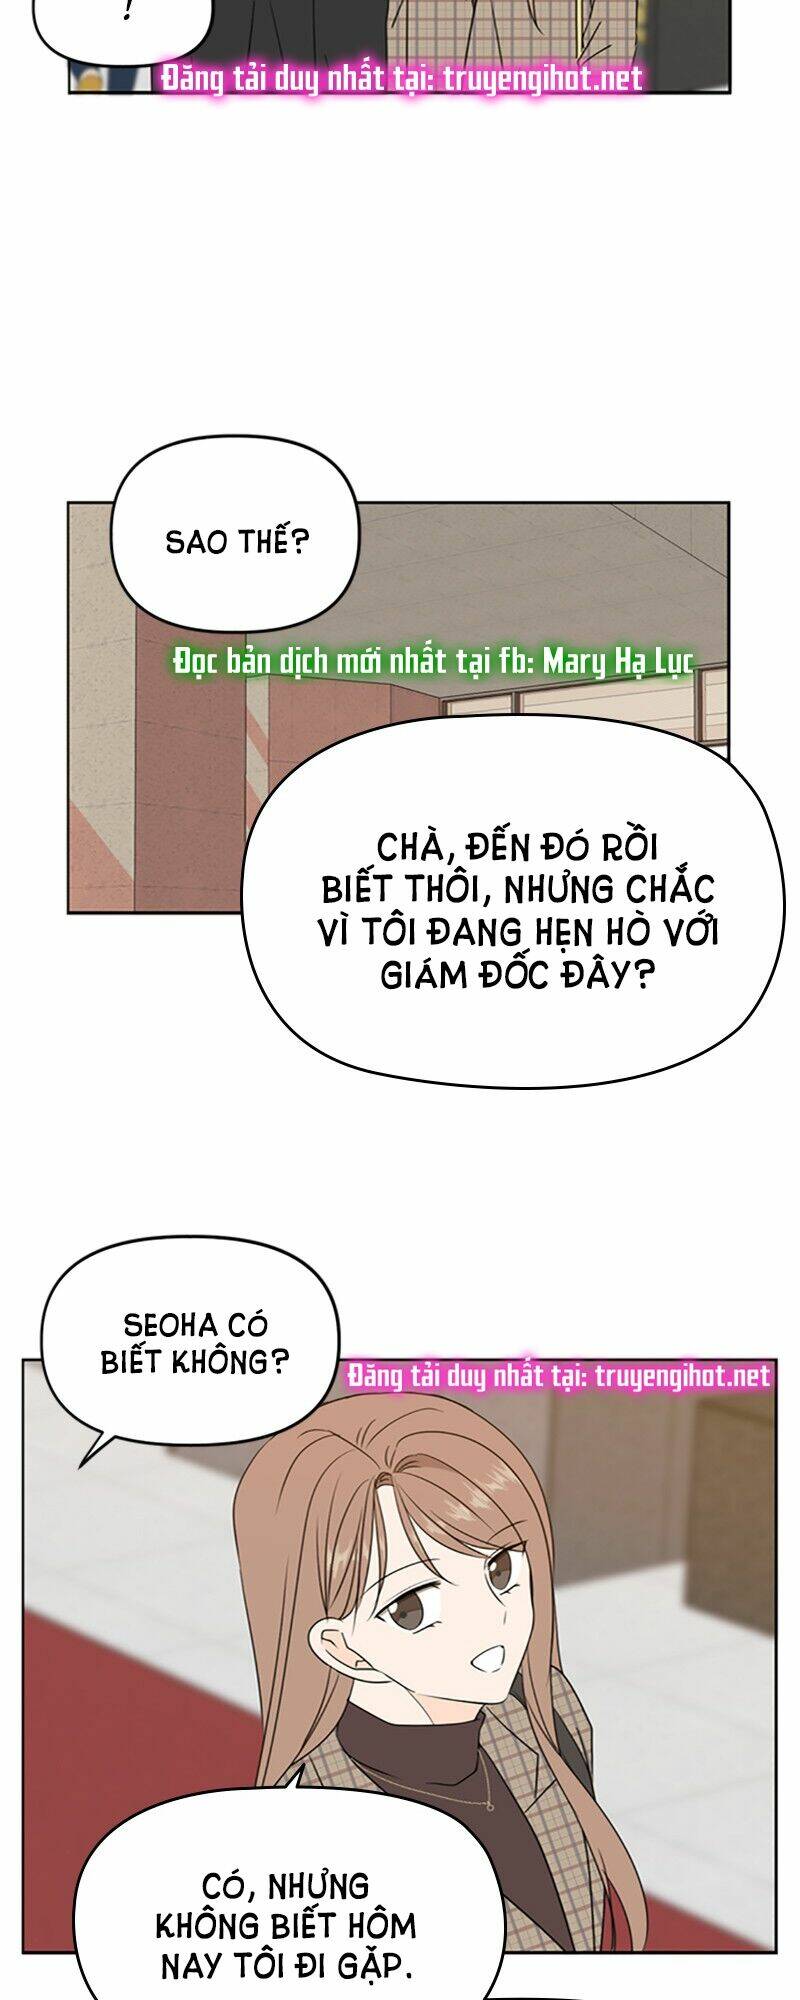 !
Đăng tải duy nhất tại: truyengihot.net
SAO THẾ?
Đọc bản dịch mới nhất tại fb: Mary Hạ Lục
CHÀ, ĐẾN ĐÓ RỒI
BIẾT THÔI, NHƯNG CHẮC
VÌ TÔI ĐANG HẸN HÒ VỚI
GIÁM ĐỐC ĐÂY?
SEOHA CÓ
BIẾT KHÔNG?
Đăng tải duy nhất tại: truyengihot.net
CÓ, NHƯNG
KHÔNG BIẾT HÔM
NAY TÔI ĐI GẶP.